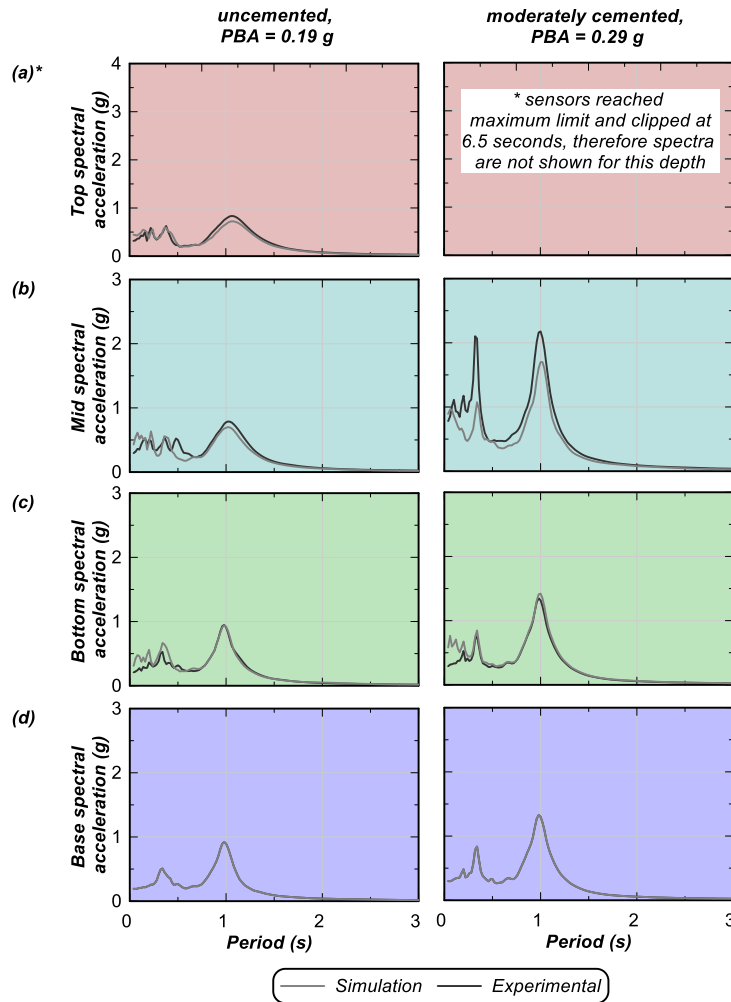 uncemented,
PBA = 0.19 g
moderately cemented,
PBA = 0.29 g
(a)*
Top spectral
acceleration (g)
4
3
2
1
0
* sensors reached
maximum limit and clipped at
6.5 seconds, therefore spectra
are not shown for this depth
(b)
Mid spectral
acceleration (g)
3
2
1
0
(c)
Bottom spectral
acceleration (g)
3
2
1
0
(d)
Base spectral
acceleration (g)
3
2
1
0
0 1 2 3
Period (s)
0 1 2 3
Period (s)
Simulation Experimental